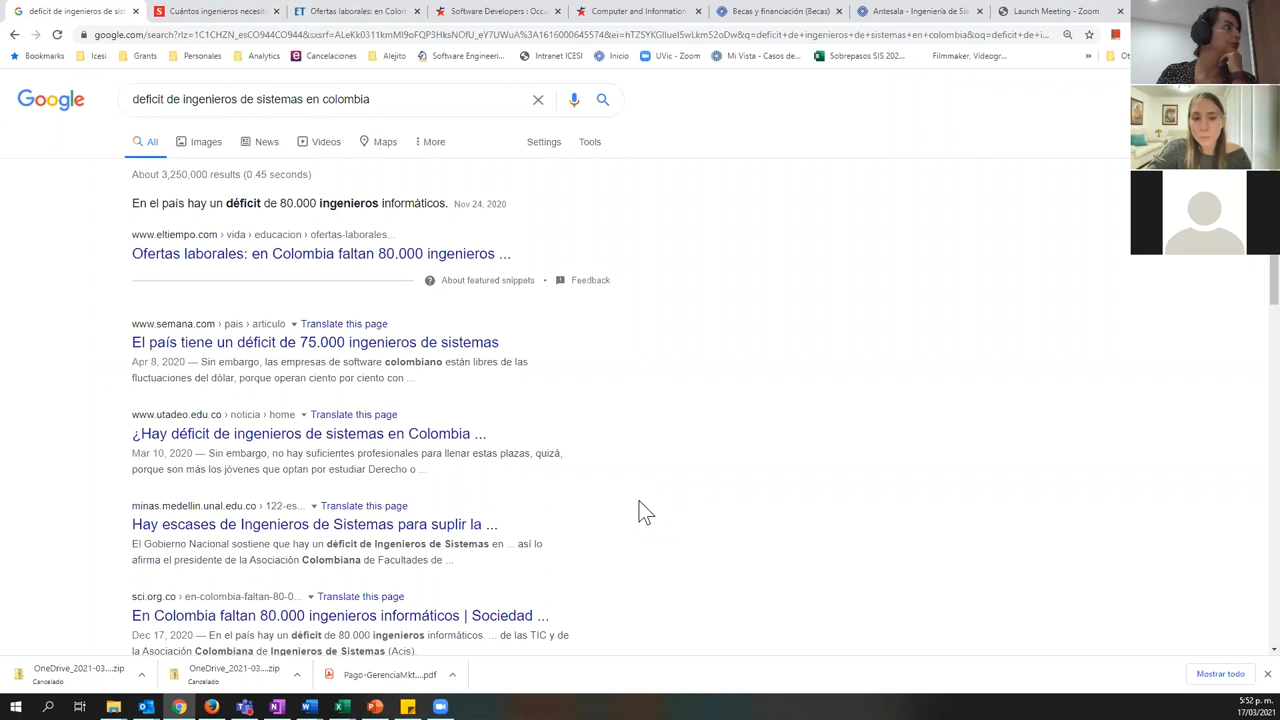 deficit de ingenieros de sis
Cuántos ingenieros necesit
Ofertas laborales: en Colom
Software Developers : Occu
Computer and Information
Becas y financiación (Becas)
Antesala - Ingeniería de Sis
Launch Meeting - Zoom
Bookmarks Icesi Grants Personales Analytics Cancelaciones Alejito Software Engineeri... Intranet ICESI Inicio UVic - Zoom Mi Vista - Casos de... Sobrepasos SIS 202... Filmmaker, Videogr... »
Google
deficit de ingenieros de sistemas en colombia
All Images News Videos Maps More Settings Tools
About 3,250,000 results (0.45 seconds)
En el país hay un déficit de 80.000 ingenieros informáticos. Nov 24, 2020
www.eltiempo.com › vida › educacion › ofertas-laborales...
Ofertas laborales: en Colombia faltan 80.000 ingenieros ...
About featured snippets • Feedback
www.semana.com › pais › articulo Translate this page
El país tiene un déficit de 75.000 ingenieros de sistemas
Apr 8, 2020 — Sin embargo, las empresas de software colombiano están libres de las
fluctuaciones del dólar, porque operan ciento por ciento con ...
www.utadeo.edu.co › noticia › home Translate this page
¿Hay déficit de ingenieros de sistemas en Colombia ...
Mar 10, 2020 — Sin embargo, no hay suficientes profesionales para llenar estas plazas, quizá,
porque son más los jóvenes que optan por estudiar Derecho o ...
minas.medellin.unal.edu.co › 122-es... Translate this page
Hay escases de Ingenieros de Sistemas para suplir la ...
El Gobierno Nacional sostiene que hay un déficit de Ingenieros de Sistemas en ... así lo
afirma el presidente de la Asociación Colombiana de Facultades de ...
sci.org.co › en-colombia-faltan-80-0... Translate this page
En Colombia faltan 80.000 ingenieros informáticos | Sociedad ...
Dec 17, 2020 — En el país hay un déficit de 80.000 ingenieros informáticos. ... de las TIC y de
la Asociación Colombiana de Ingenieros de Sistemas (Acis).
OneDrive_2021-03....zip
Cancelado
OneDrive_2021-03....zip
Cancelado
Pago-GerenciaMkt....pdf
Mostrar todo
5:52 p. m.
17/03/2021